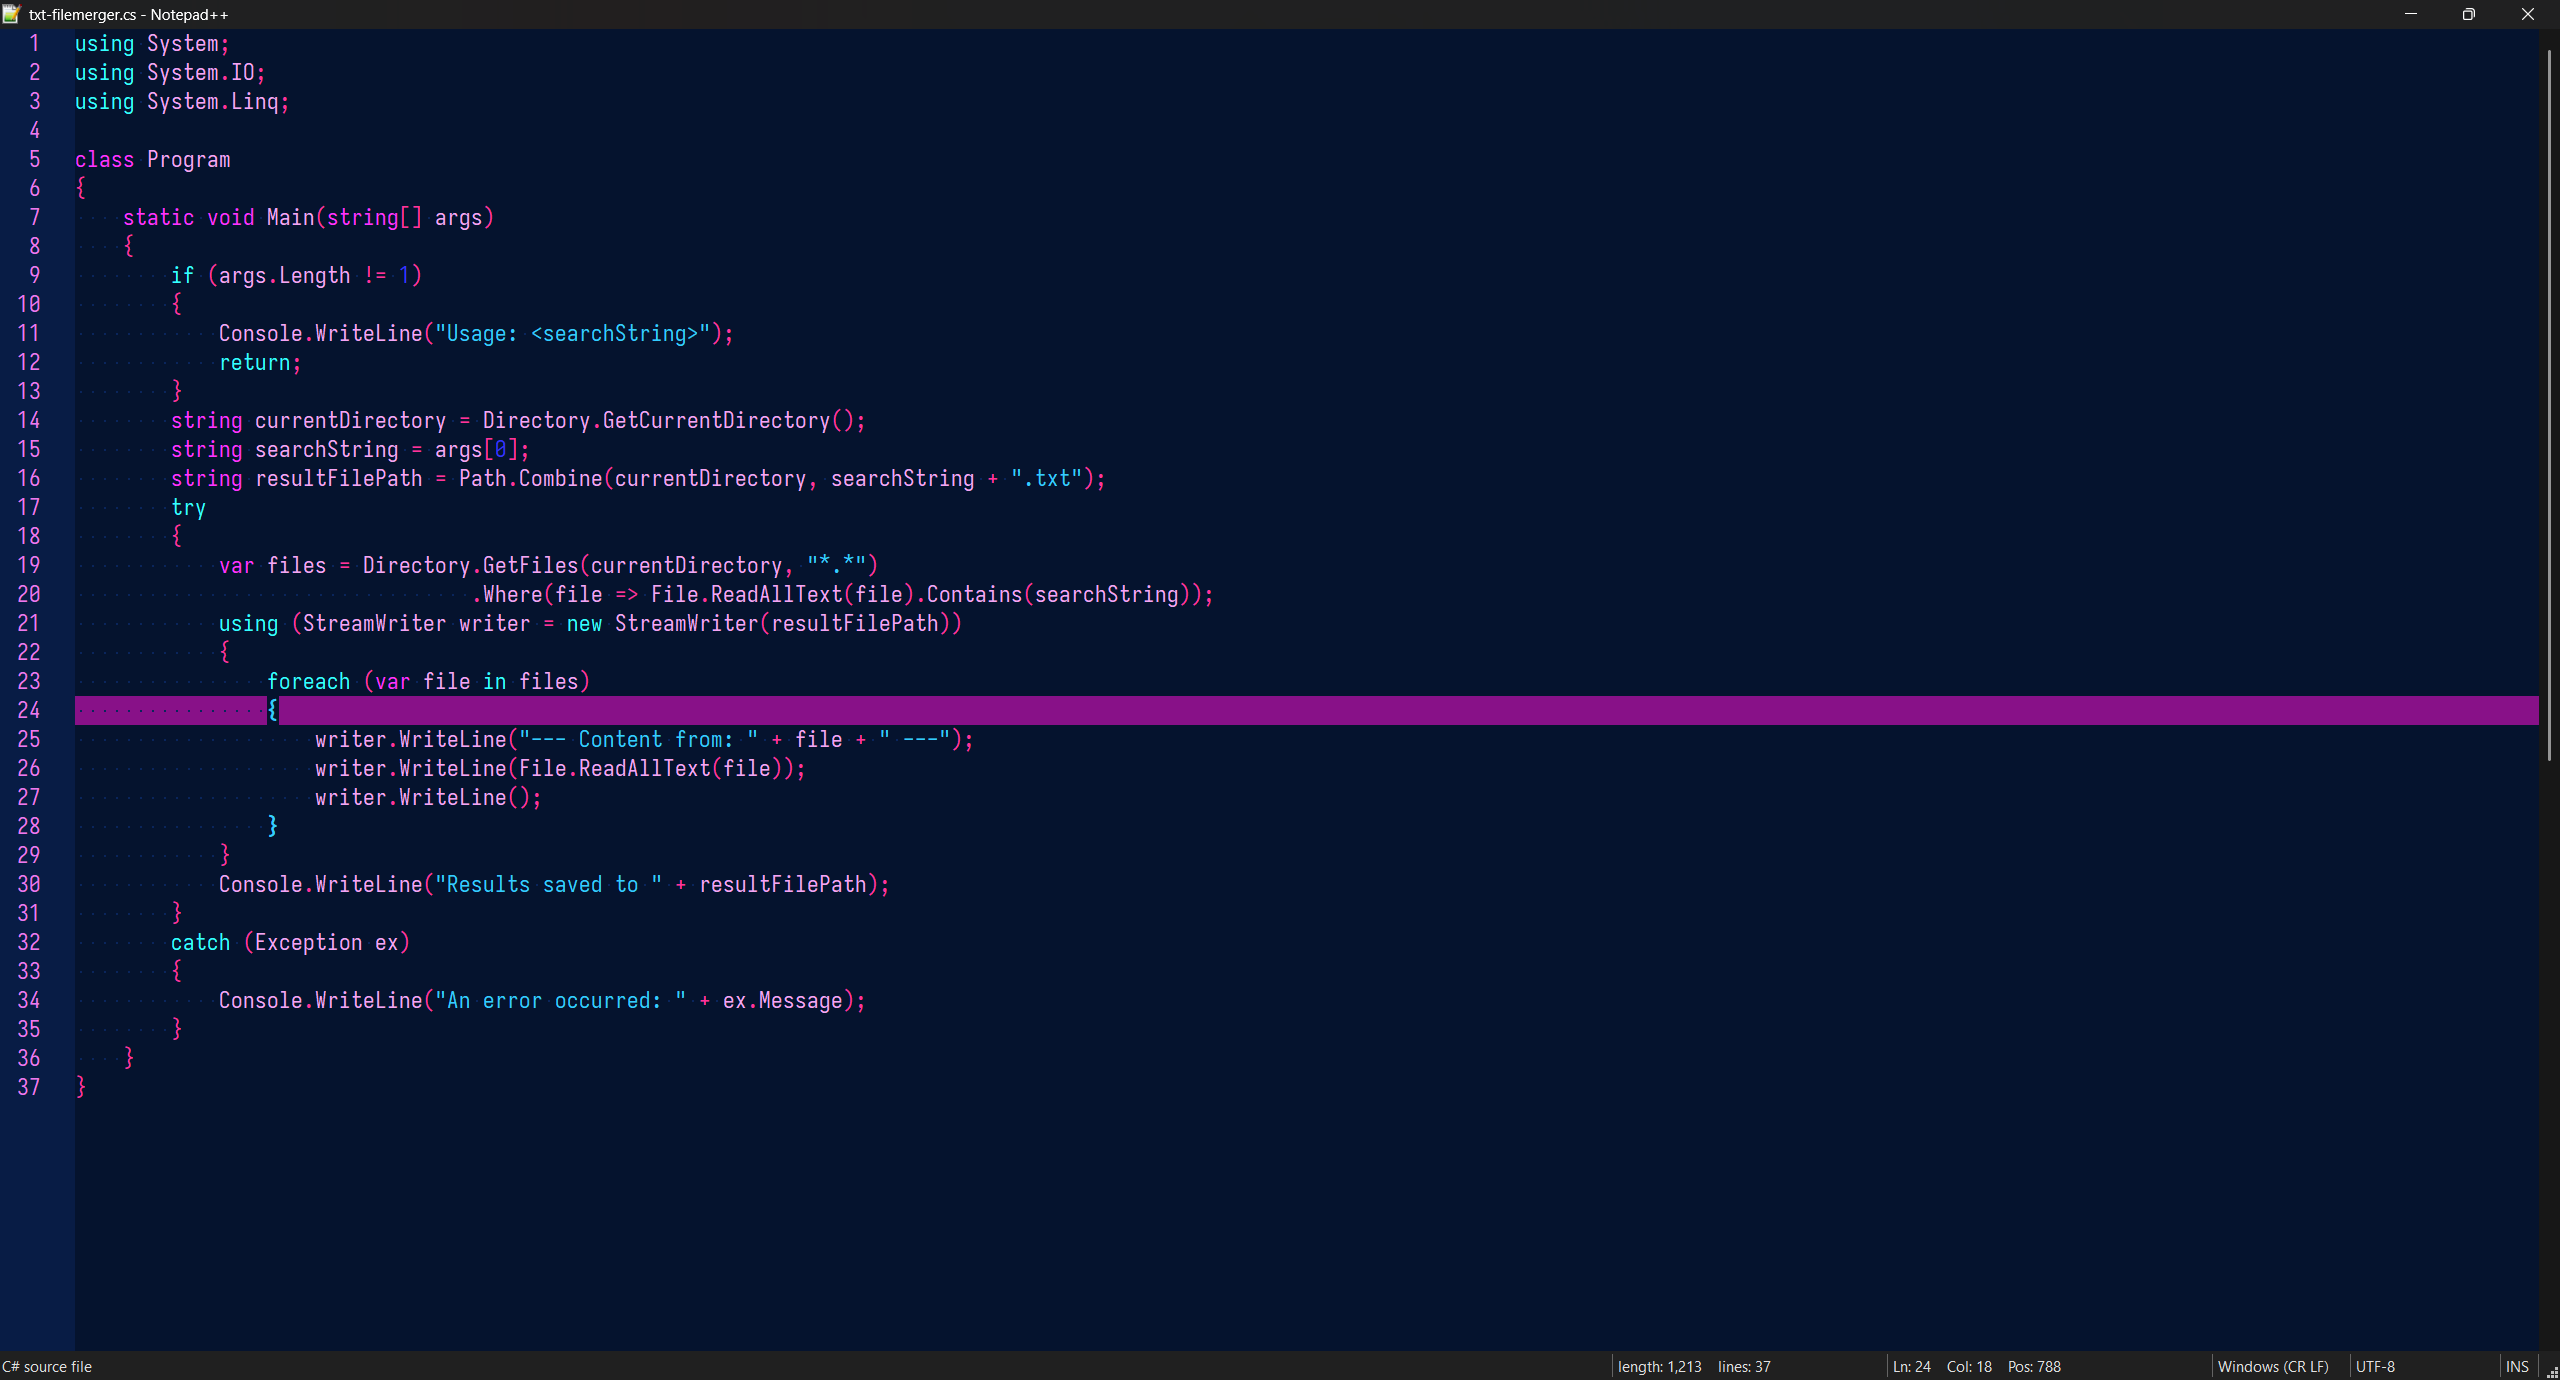 txt-filemerger.cs - Notepad++
1 using System;
2 using System.IO;
3 using System.Linq;
4
5 class Program
6 {
7     static void Main(string[] args)
8     {
9         if (args.Length != 1)
10         {
11             Console.WriteLine("Usage: <searchString>");
12             return;
13         }
14         string currentDirectory = Directory.GetCurrentDirectory();
15         string searchString = args[0];
16         string resultFilePath = Path.Combine(currentDirectory, searchString + ".txt");
17         try
18         {
19             var files = Directory.GetFiles(currentDirectory, "*.*")
20                                  .Where(file => File.ReadAllText(file).Contains(searchString));
21             using (StreamWriter writer = new StreamWriter(resultFilePath))
22             {
23                 foreach (var file in files)
24                 {
25                     writer.WriteLine("--- Content from: " + file + " ---");
26                     writer.WriteLine(File.ReadAllText(file));
27                     writer.WriteLine();
28                 }
29             }
30             Console.WriteLine("Results saved to " + resultFilePath);
31         }
32         catch (Exception ex)
33         {
34             Console.WriteLine("An error occurred: " + ex.Message);
35         }
36     }
37 }
C# source file length: 1,213 lines: 37 Ln: 24 Col: 18 Pos: 788 Windows (CR LF) UTF-8 INS